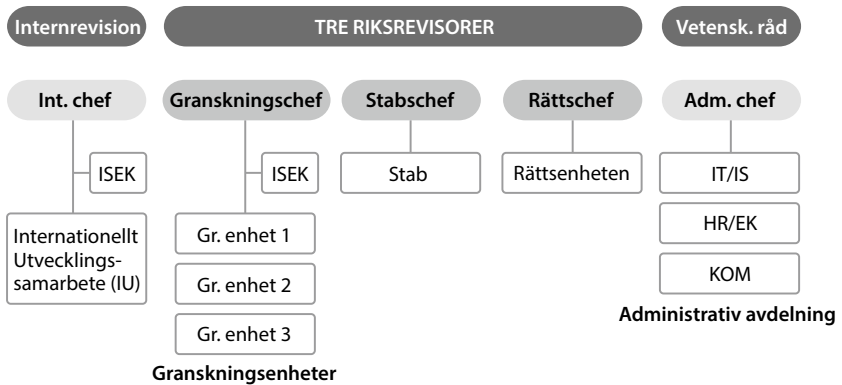 Internrevision
TRE RIKSREVISORER
Vetensk. råd
Int. chef
Granskningschef
Stabschef
Rättschef
Adm. chef
ISEK
ISEK
Stab
Rättsenheten
IT/IS
Internationellt
Utvecklings-
samarbete (IU)
Gr. enhet 1
HR/EK
Gr. enhet 2
KOM
Gr. enhet 3
Administrativ avdelning
Granskningsenheter